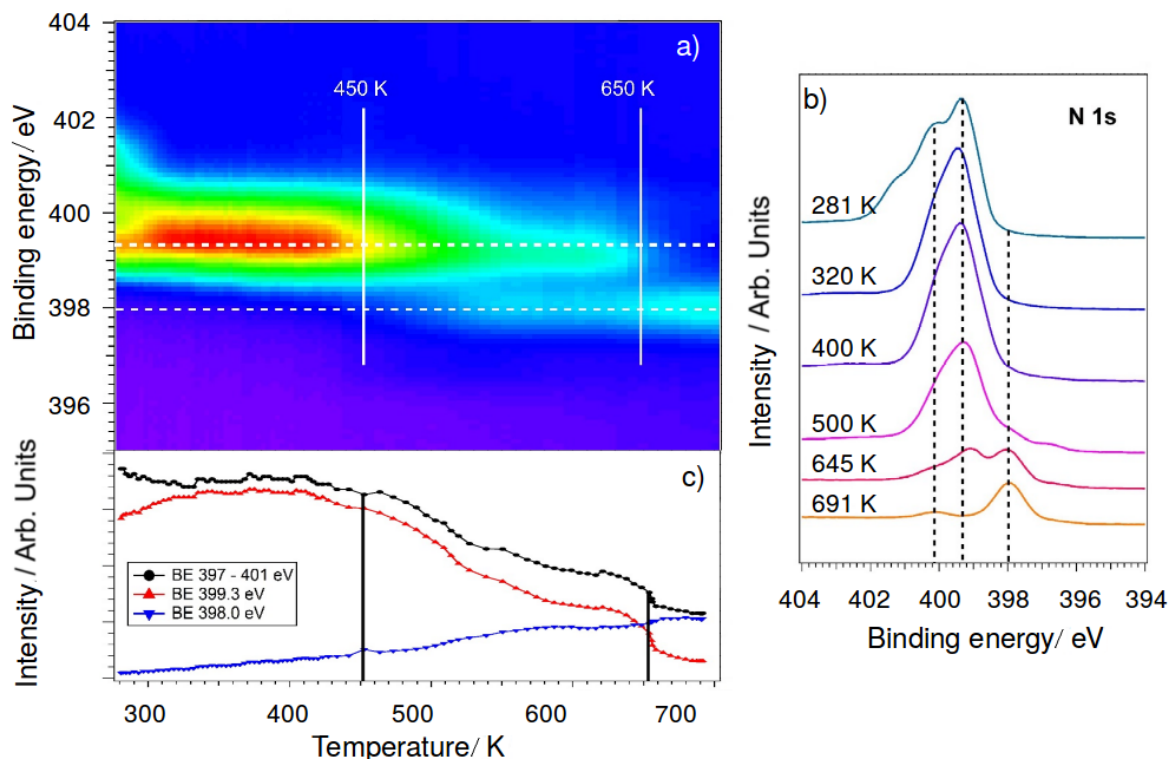 404
402
400
398
396
Binding energy/ eV
a)
450 K
650 K
c)
Intensity / Arb. Units
BE 397 - 401 eV
BE 399.3 eV
BE 398.0 eV
300 400 500 600 700
Temperature/ K
b)
N 1s
281 K
320 K
400 K
500 K
645 K
691 K
Intensity / Arb. Units
404 402 400 398 396 394
Binding energy/ eV